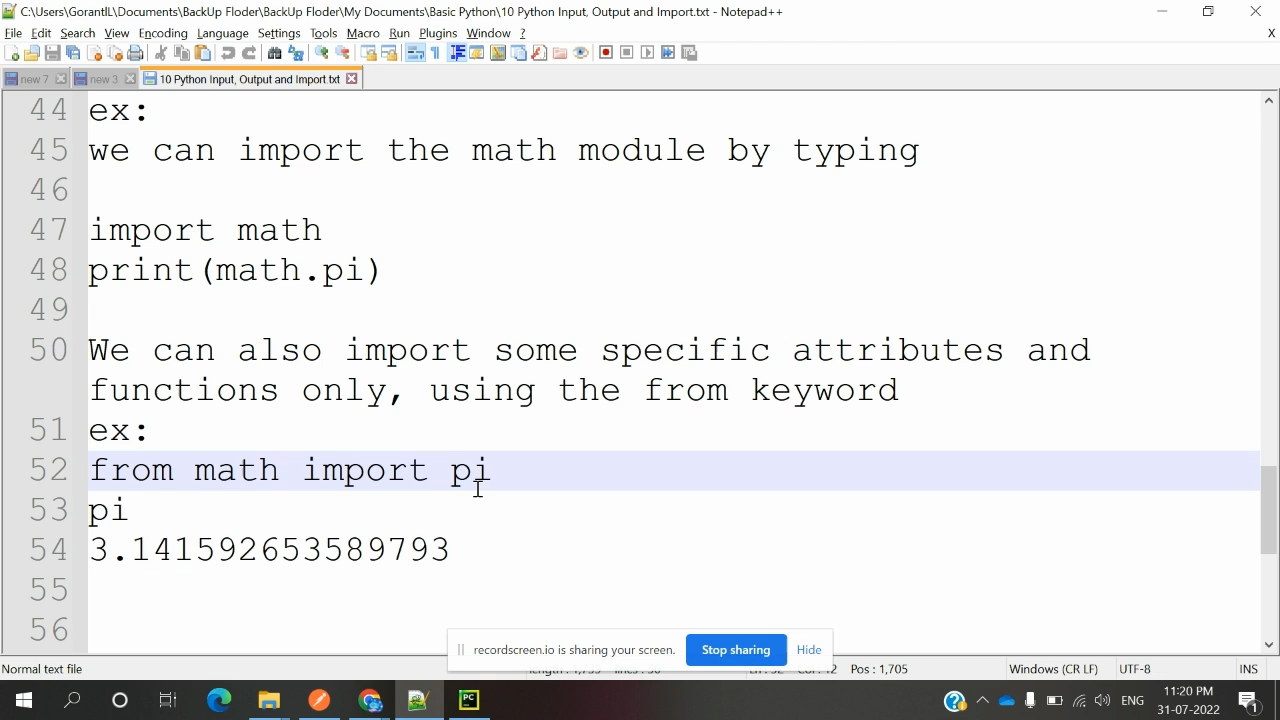 C:\Users\GorantlL\Documents\BackUp Floder\BackUp Floder\My Documents\Basic Python\10 Python Input, Output and Import.txt - Notepad++
File Edit Search View Encoding Language Settings Tools Macro Run Plugins Window ? X
new 7 new 3 10 Python Input, Output and Import.txt
44 ex:
45 we can import the math module by typing
46
47 import math
48 print(math.pi)
49
50 We can also import some specific attributes and
functions only, using the from keyword
51 ex:
52 from math import pi
53 pi
54 3.141592653589793
55
56
recordscreen.io is sharing your screen. Stop sharing Hide
Normal text file Pos : 1,705 Windows (CR LF) UTF-8 INS
PC ENG 11:20 PM
31-07-2022 1